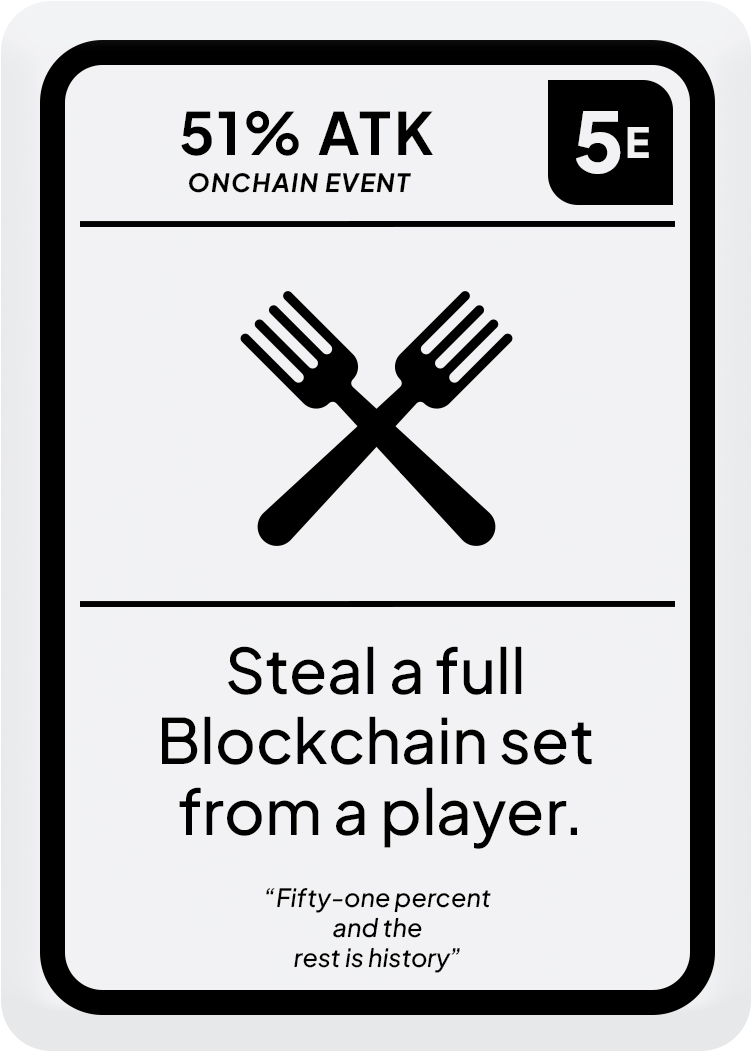 51% ATK
ONCHAIN EVENT
5E
Steal a full
Blockchain set
from a player.
“Fifty-one percent
and the
rest is history”